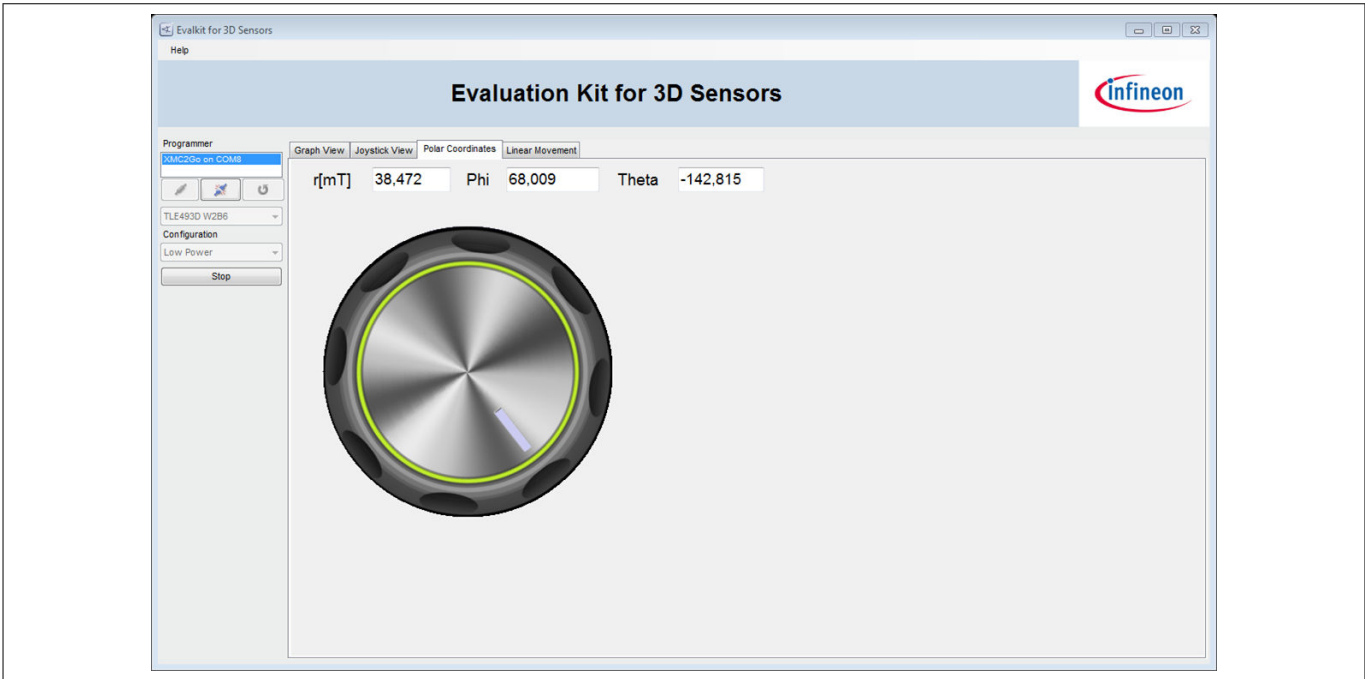 Evalkit for 3D Sensors
Help
Evaluation Kit for 3D Sensors
infineon
Programmer
XMC2Go on COM8
TLE493D W2B6
Configuration
Low Power
Stop
Graph View Joystick View Polar Coordinates Linear Movement
r[mT] 38,472 Phi 68,009 Theta -142,815